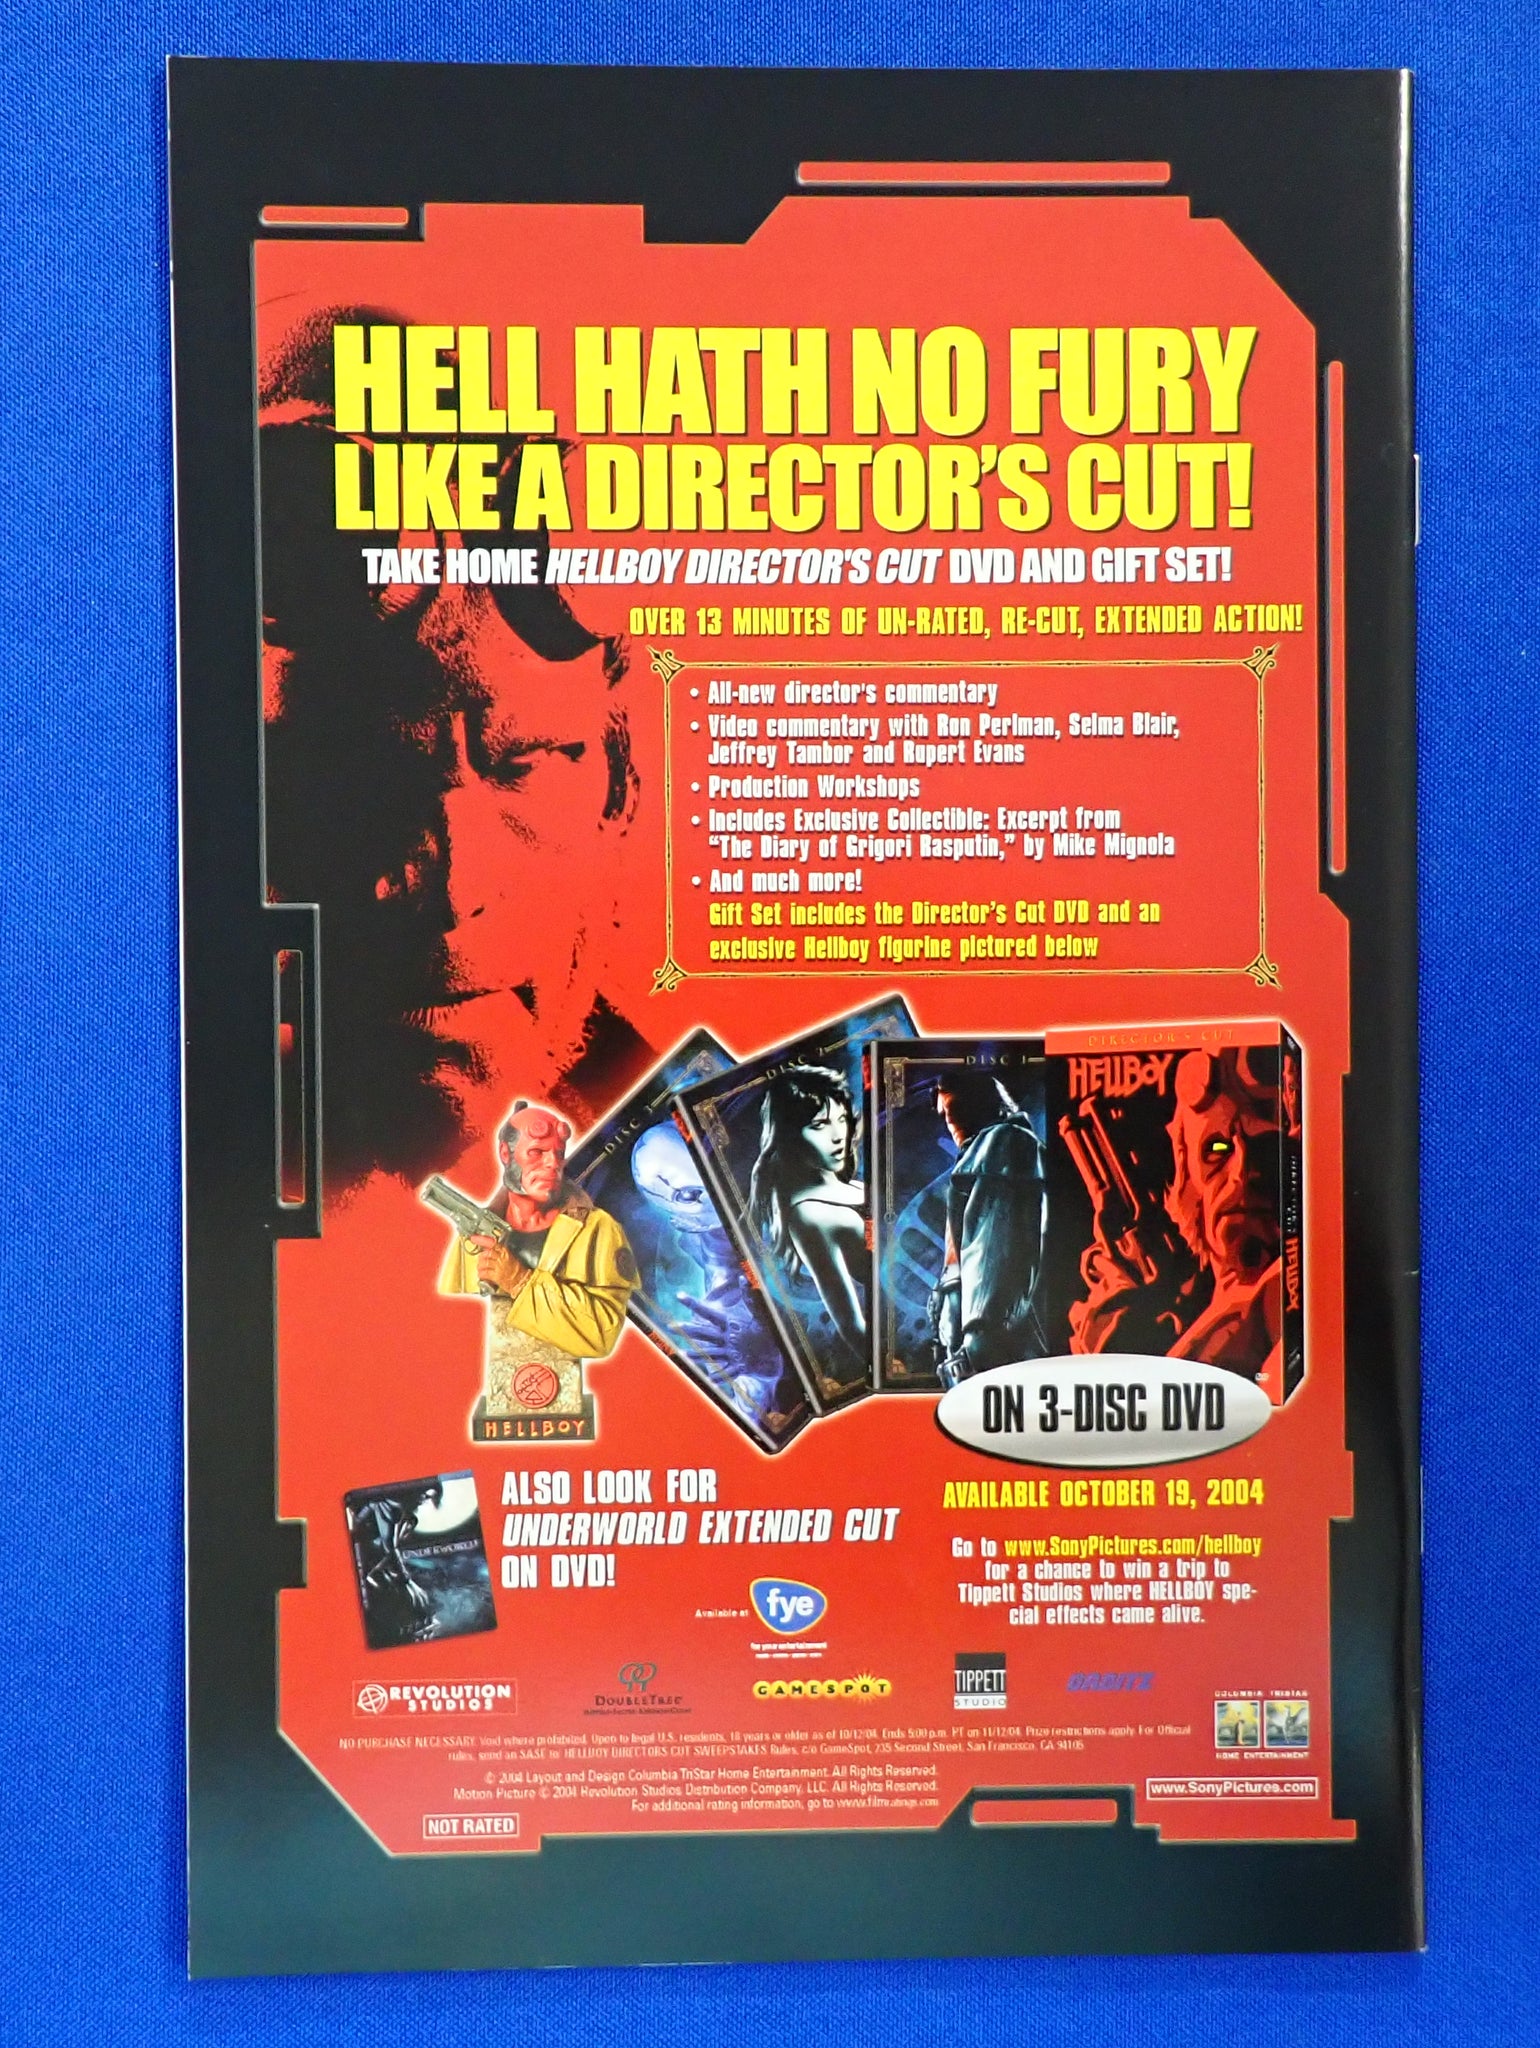 HELL HATH NO FURY
LIKE A DIRECTOR'S CUT!
TAKE HOME HELLBOY DIRECTOR'S CUT DVD AND GIFT SET!
OVER 13 MINUTES OF UN-RATED, RE-CUT, EXTENDED ACTION!
• All-new director's commentary
• Video commentary with Ron Perlman, Selma Blair,
Jeffrey Tambor and Rupert Evans
• Production Workshops
• Includes Exclusive Collectible: Excerpt from
"The Diary of Grigori Rasputin," by Mike Mignola
• And much more!
Gift Set includes the Director's Cut DVD and an
exclusive Hellboy figurine pictured below
DISC 3
DISC 2
DISC 1
DIRECTOR'S CUT
HELLBOY
HELLBOY
ON 3-DISC DVD
ALSO LOOK FOR
UNDERWORLD EXTENDED CUT
ON DVD!
UNDERWORLD
AVAILABLE OCTOBER 19, 2004
Go to www.SonyPictures.com/hellboy
for a chance to win a trip to
Tippett Studios where HELLBOY spe-
cial effects came alive.
Available at
fye
for your entertainment
REVOLUTION
STUDIOS
DOUBLETREE
GAMESPOT
TIPPETT
STUDIO
COLUMBIA TRISTAR
HOME ENTERTAINMENT
NO PURCHASE NECESSARY. Void where prohibited. Open to legal U.S. residents, 18 years or older as of 10/12/04. Ends 5:00 p.m. PT on 11/12/04. Prize restrictions apply. For Official
rules, send an SASE to: HELLBOY DIRECTORS CUT SWEEPSTAKES Rules, c/o GameSpot, 235 Second Street, San Francisco, CA 94105
© 2004 Layout and Design Columbia TriStar Home Entertainment. All Rights Reserved.
Motion Picture © 2004 Revolution Studios Distribution Company, LLC. All Rights Reserved.
For additional rating information, go to www.filmratings.com
www.SonyPictures.com
NOT RATED